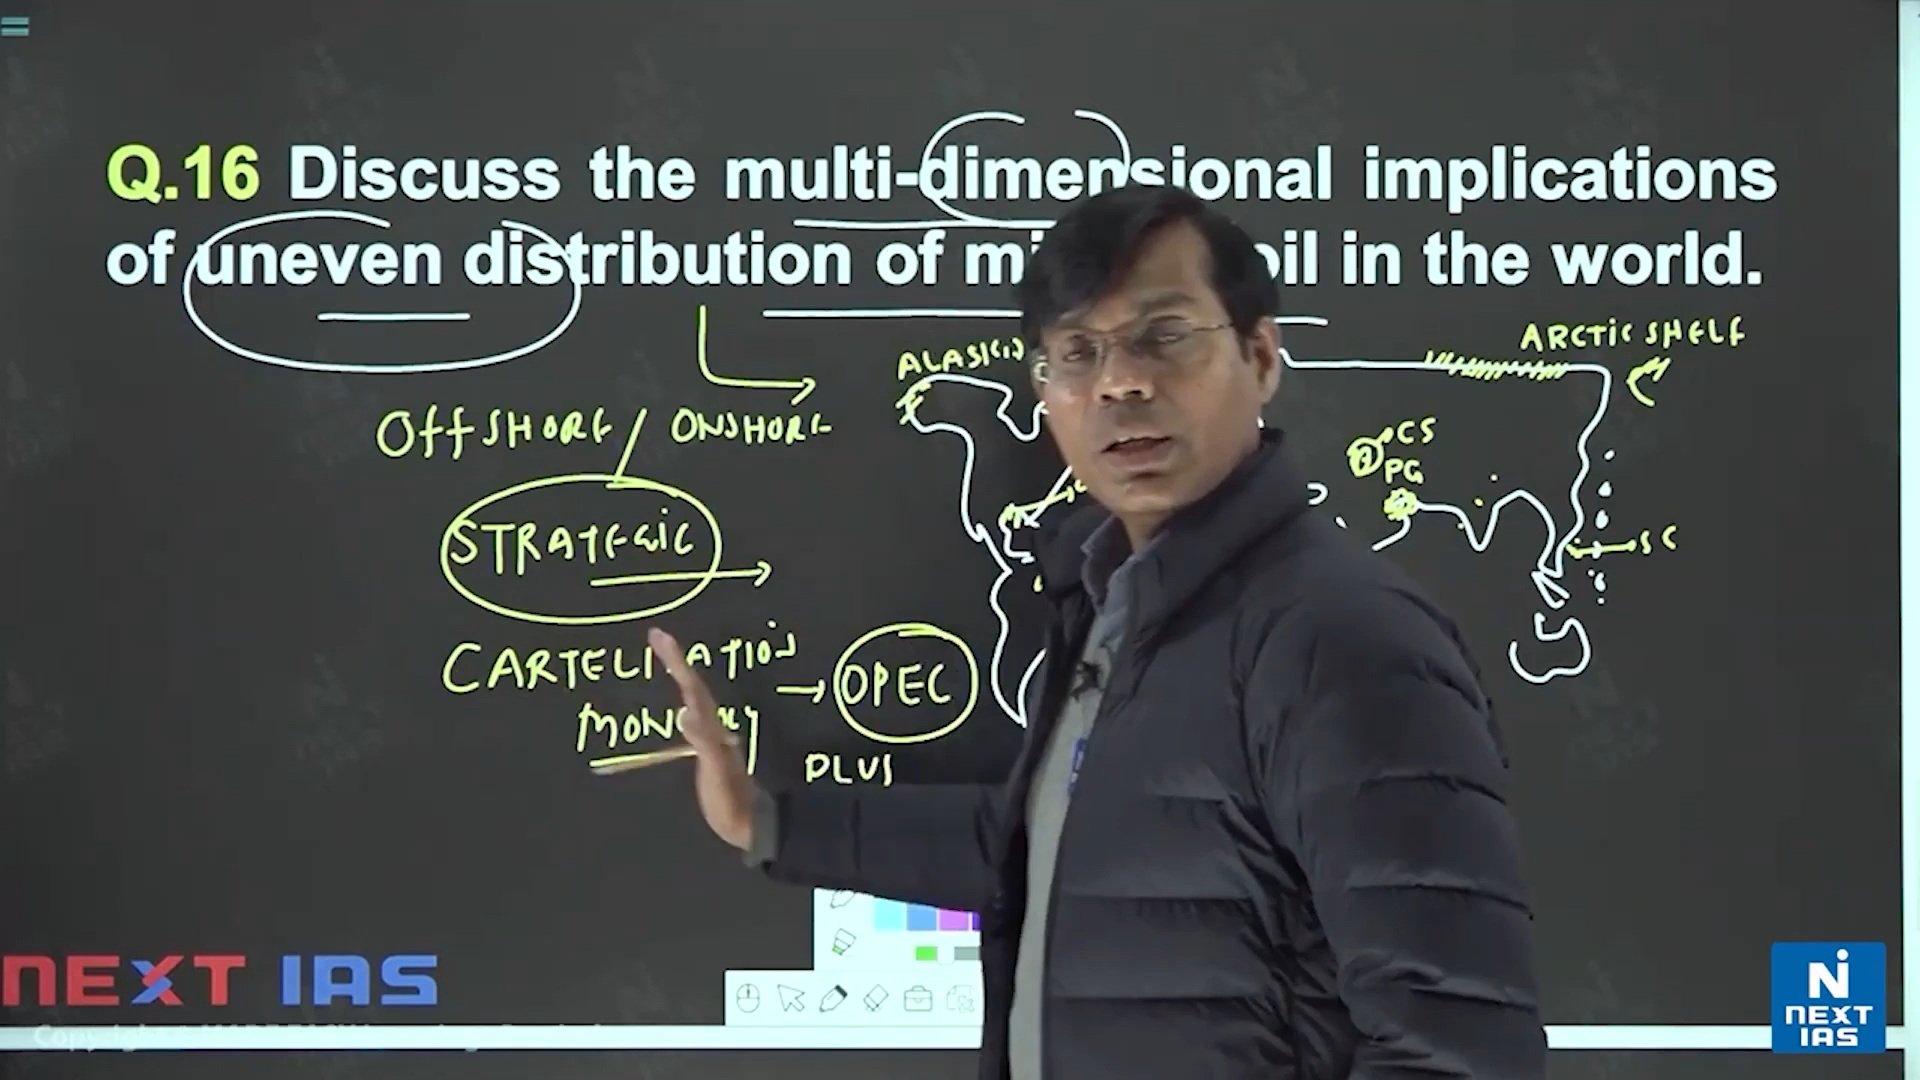 Q.16 Discuss the multi-dimensional implications
of uneven distribution of oil in the world.
ARCTIC SHELF
ALASKA
OFFSHORE / ONSHORE
CS
PG
STRATEGIC
SC
CARTELIZATION → OPEC
PLUS
NEXT IAS
NEXT
IAS